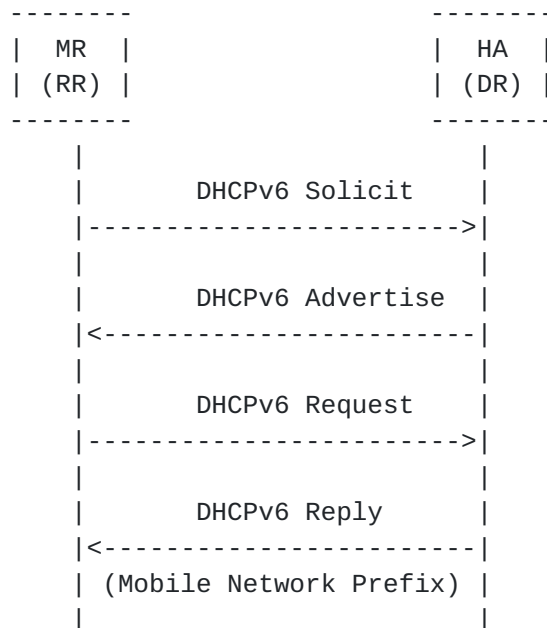 MR HA
(RR) (DR)
DHCPv6 Solicit
DHCPv6 Advertise
DHCPv6 Request
DHCPv6 Reply
(Mobile Network Prefix)